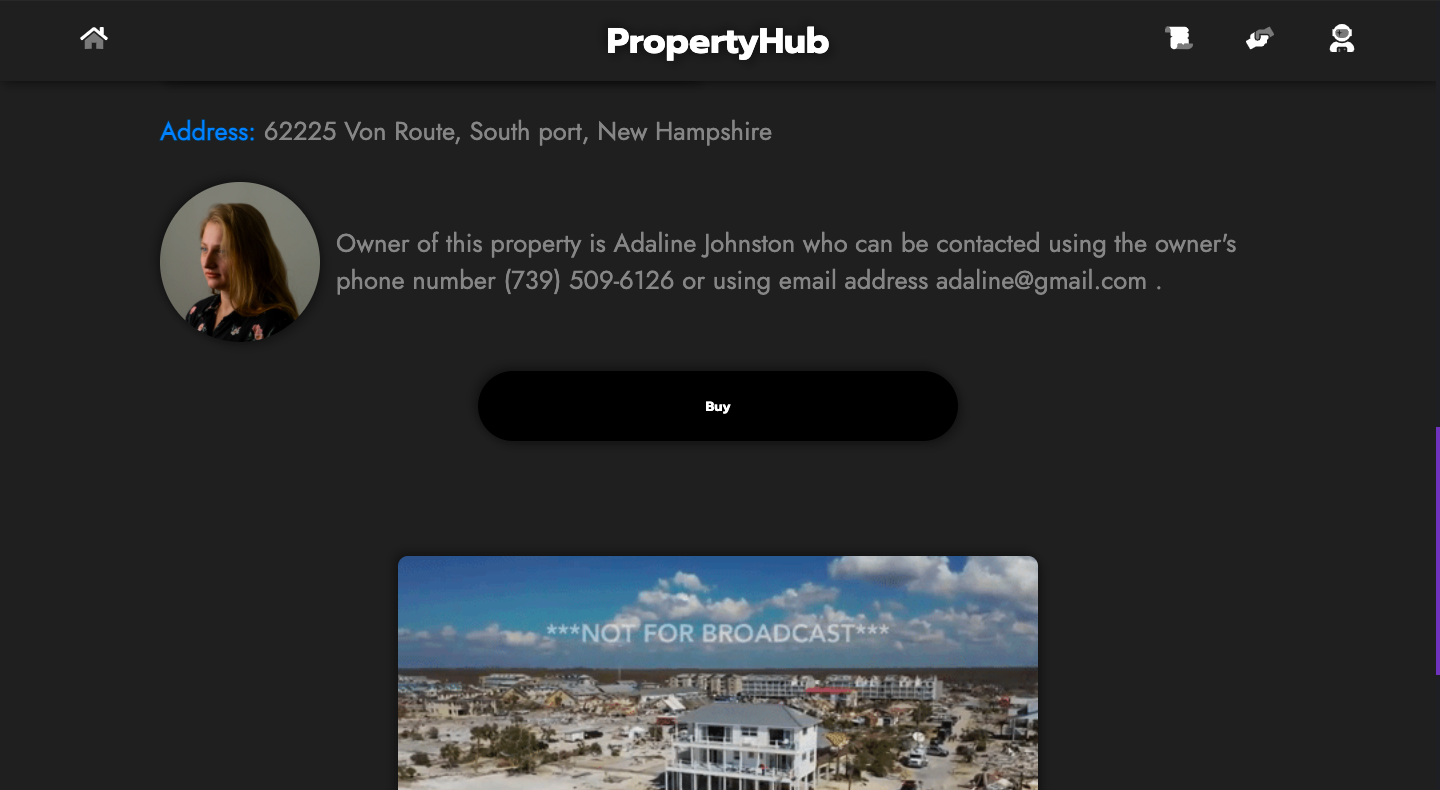 PropertyHub
Address: 62225 Von Route, South port, New Hampshire
Owner of this property is Adaline Johnston who can be contacted using the owner's
phone number (739) 509-6126 or using email address adaline@gmail.com .
Buy
***NOT FOR BROADCAST***